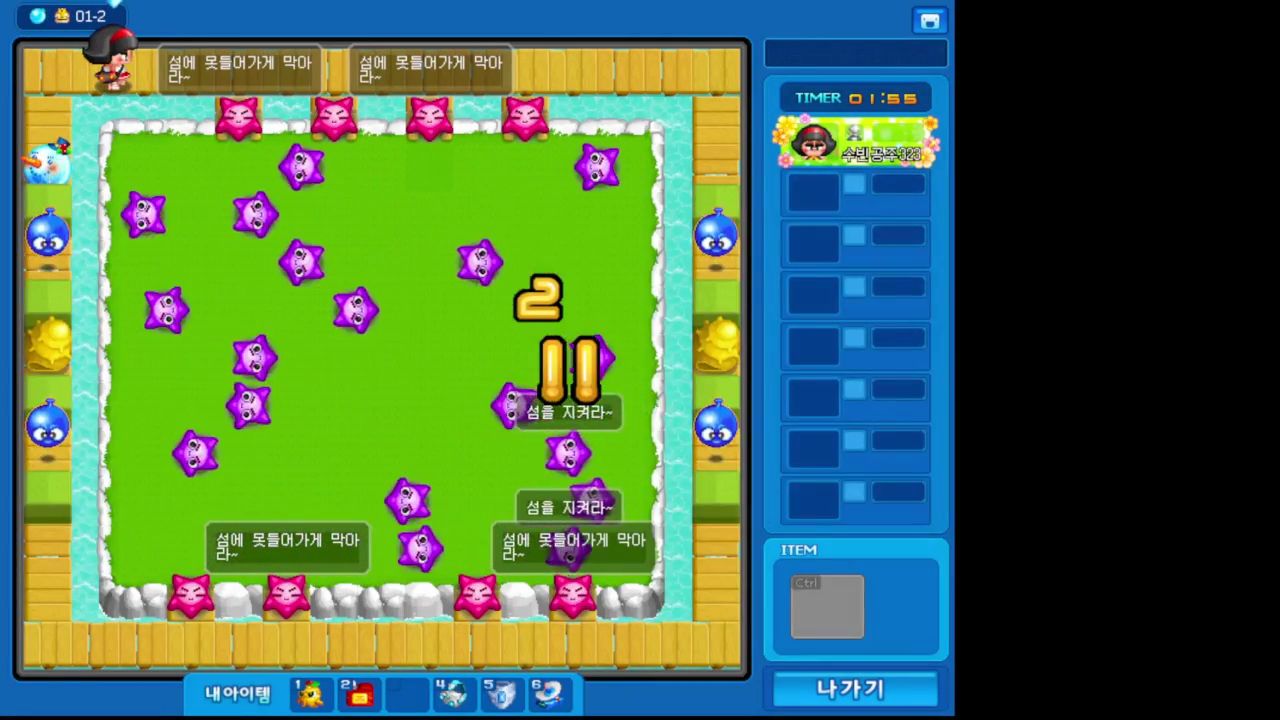 01-2
섬에 못들어가게 막아
라~
섬에 못들어가게 막아
라~
TIMER 01:55
수빈공주023
2
!!
섬을 지켜라~
섬을 지켜라~
섬에 못들어가게 막아
라~
섬에 못들어가게 막아
라~
ITEM
Ctrl
내 아이템
1
2
4
5
6
나가기